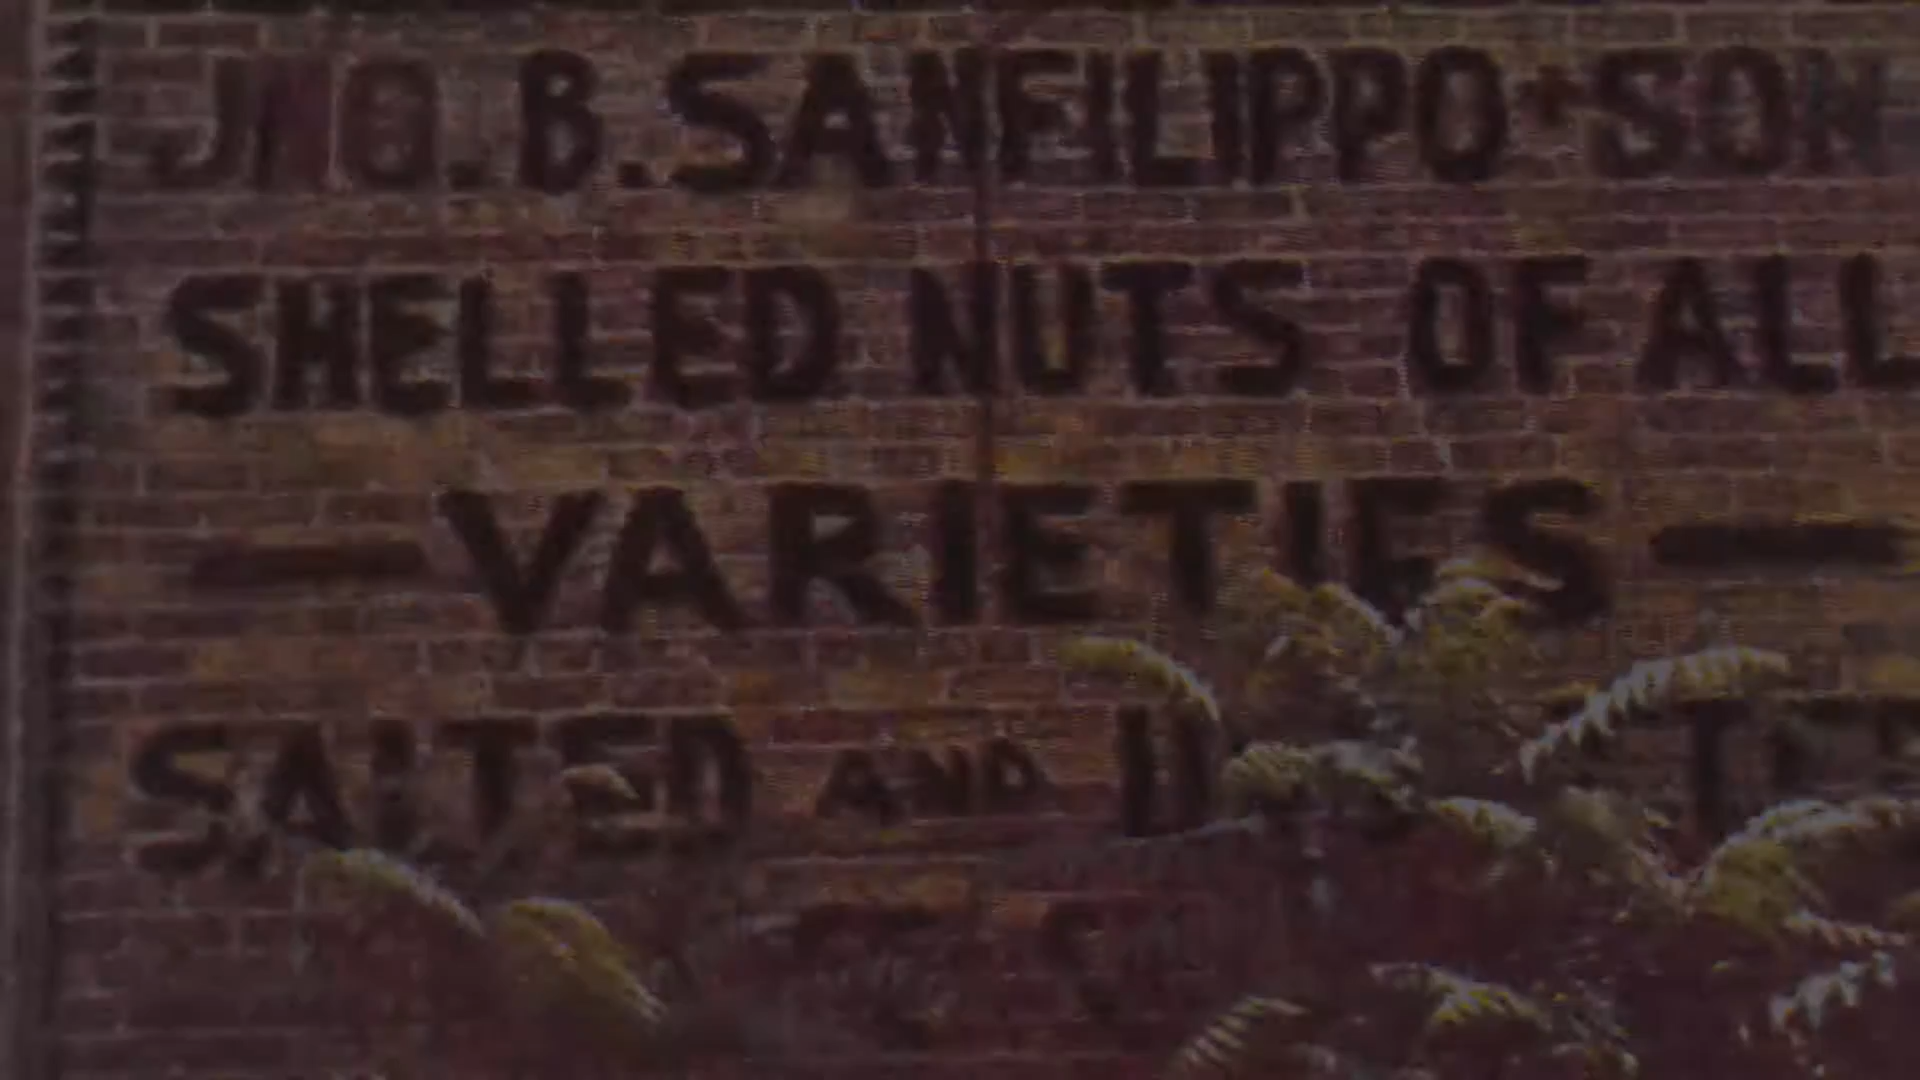 JNO.B.SANFILIPPO+SON
SHELLED NUTS OF ALL
— VARIETIES —
SALTED AND